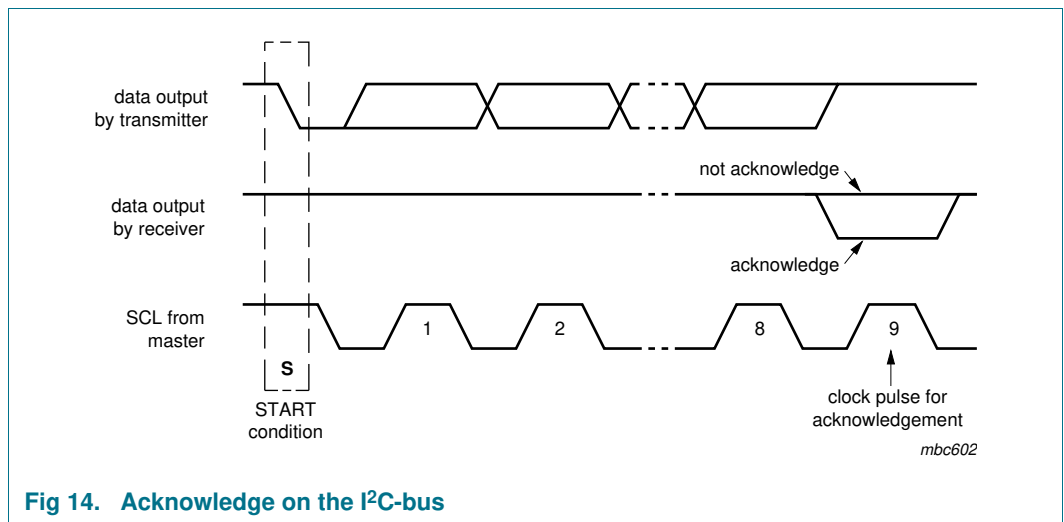 data output
by transmitter
not acknowledge
data output
by receiver
acknowledge
SCL from
master
1
2
8
9
S
START
condition
clock pulse for
acknowledgement
mbc602
Fig 14. Acknowledge on the I²C-bus